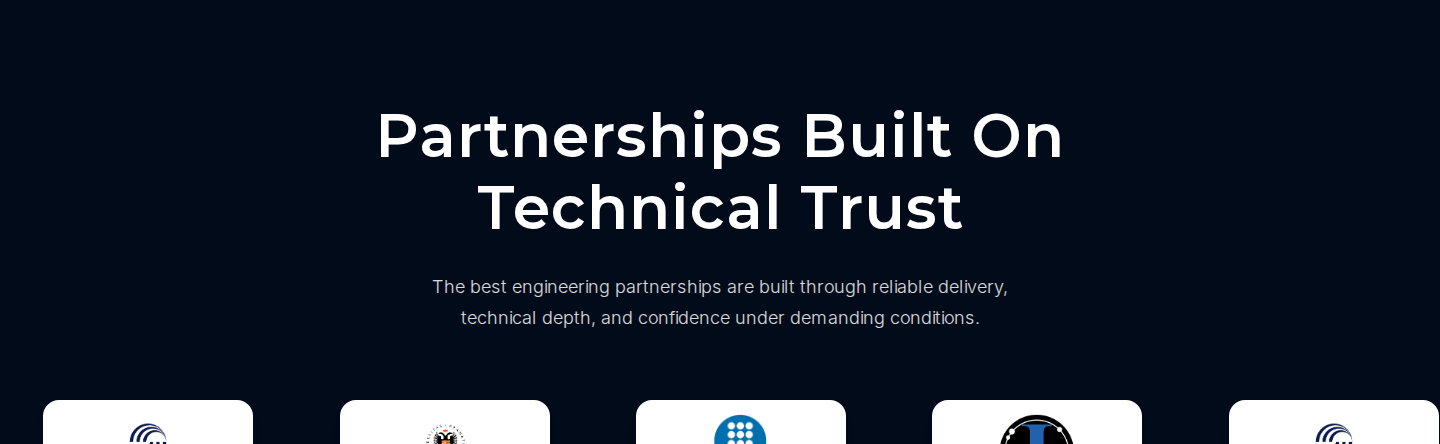 Partnerships Built On
Technical Trust
The best engineering partnerships are built through reliable delivery,
technical depth, and confidence under demanding conditions.